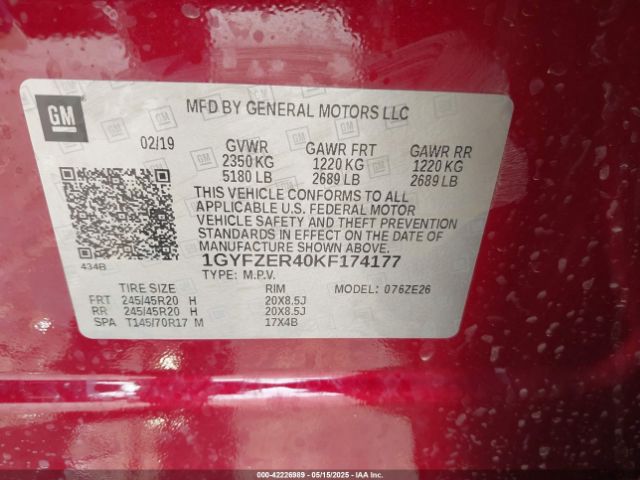 GM
MFD BY GENERAL MOTORS LLC
02/19 GVWR GAWR FRT GAWR RR
2350 KG 1220 KG 1220 KG
5180 LB 2689 LB 2689 LB
THIS VEHICLE CONFORMS TO ALL
APPLICABLE U.S. FEDERAL MOTOR
VEHICLE SAFETY AND THEFT PREVENTION
STANDARDS IN EFFECT ON THE DATE OF
MANUFACTURE SHOWN ABOVE.
434B 1GYFZER40KF174177
TYPE: M.P.V. MODEL: 076ZE26
TIRE SIZE RIM
FRT 245/45R20 H 20X8.5J
RR 245/45R20 H 20X8.5J
SPA T145/70R17 M 17X4B
000-42226989 - 05/15/2025 - IAAI.COM